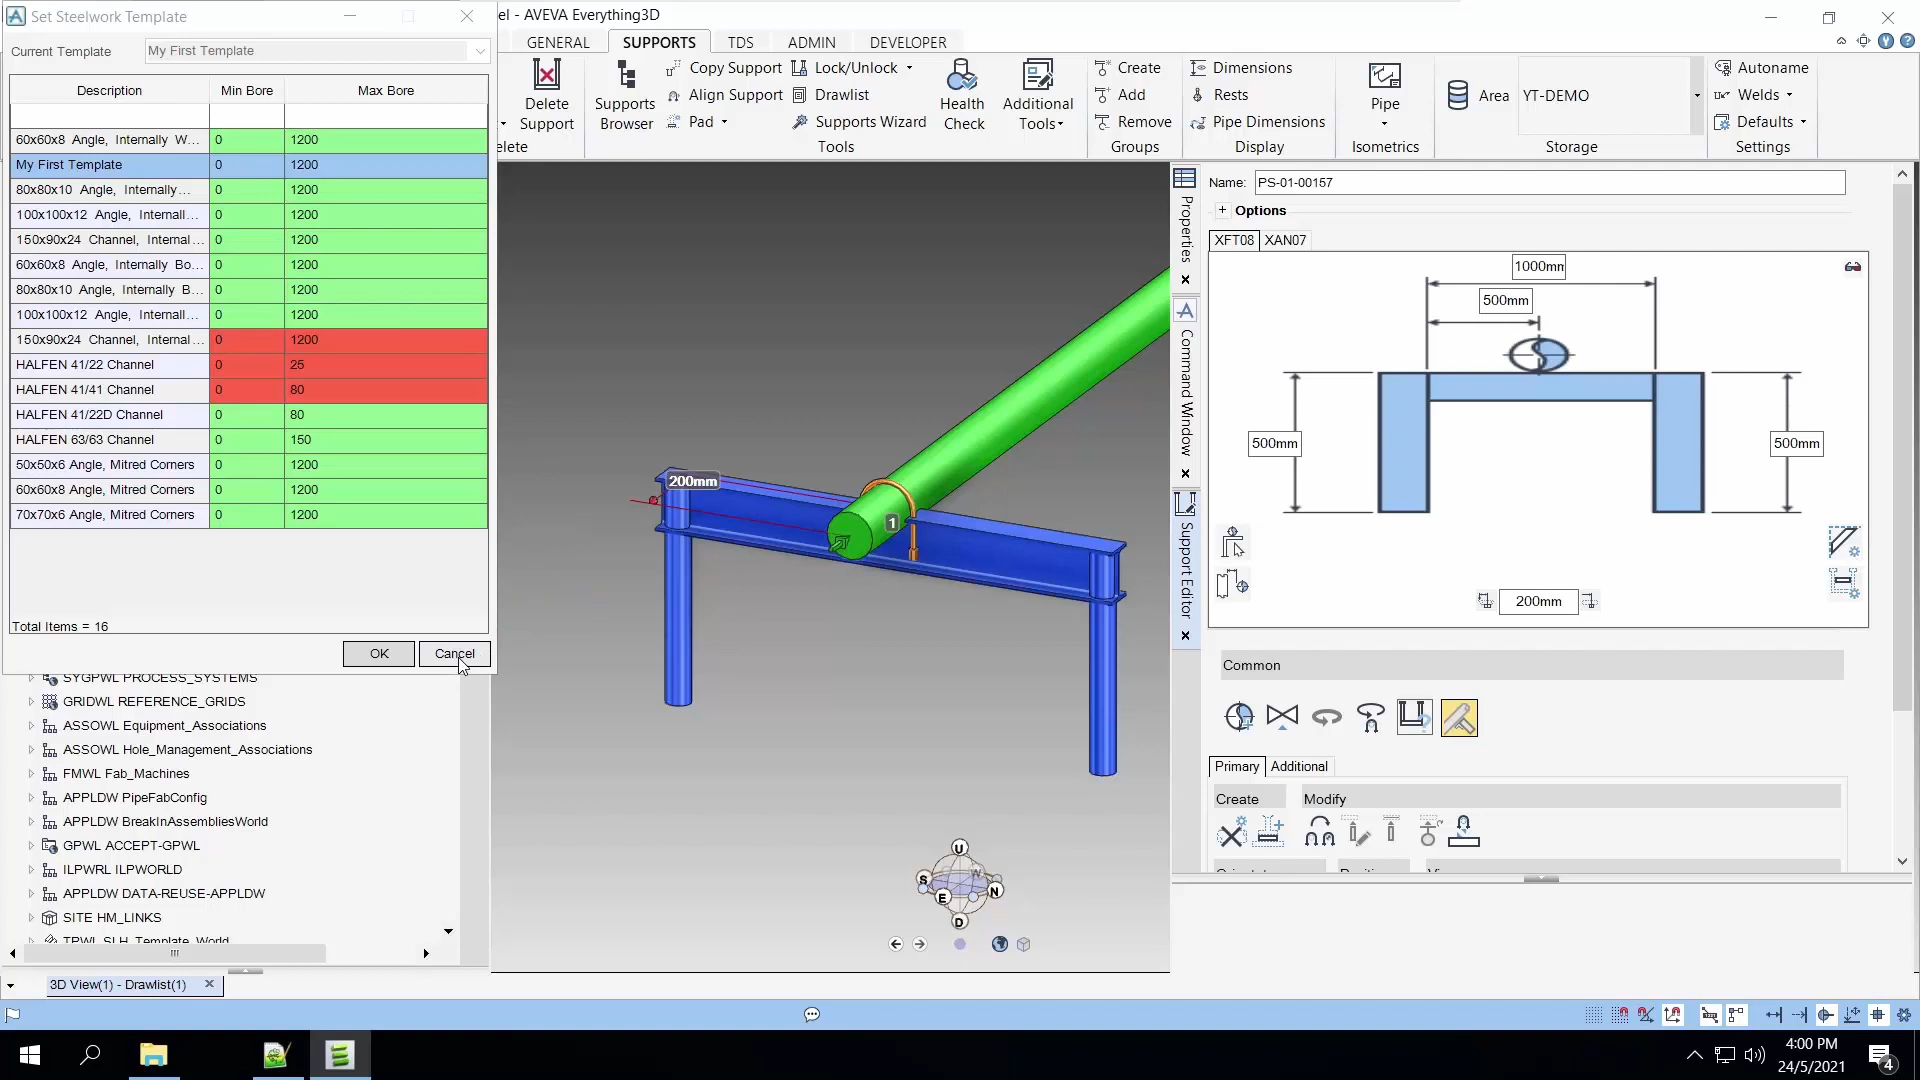 Set Steelwork Template
Current Template
My First Template
Description Min Bore Max Bore
60x60x8 Angle, Internally W... 0 1200
My First Template 0 1200
80x80x10 Angle, Internally... 0 1200
100x100x12 Angle, Internall... 0 1200
150x90x24 Channel, Internal... 0 1200
60x60x8 Angle, Internally Bo... 0 1200
80x80x10 Angle, Internally B... 0 1200
100x100x12 Angle, Internall... 0 1200
150x90x24 Channel, Internal... 0 1200
HALFEN 41/22 Channel 0 25
HALFEN 41/41 Channel 0 80
HALFEN 41/22D Channel 0 80
HALFEN 63/63 Channel 0 150
50x50x6 Angle, Mitred Corners 0 1200
60x60x8 Angle, Mitred Corners 0 1200
70x70x6 Angle, Mitred Corners 0 1200
Total Items = 16
OK Cancel
SYGPWL PROCESS_SYSTEMS
GRIDWL REFERENCE_GRIDS
ASSOWL Equipment_Associations
ASSOWL Hole_Management_Associations
FMWL Fab_Machines
APPLDW PipeFabConfig
APPLDW BreakInAssembliesWorld
GPWL ACCEPT-GPWL
ILPWRL ILPWORLD
APPLDW DATA-REUSE-APPLDW
SITE HM_LINKS
TPWL SLH_Template_World
3D View(1) - Drawlist(1)
el - AVEVA Everything3D
GENERAL SUPPORTS TDS ADMIN DEVELOPER
Delete Support
elete
Supports Browser
Copy Support
Align Support
Pad
Lock/Unlock
Drawlist
Supports Wizard
Health Check
Additional Tools
Tools
Create
Add
Remove
Groups
Dimensions
Rests
Pipe Dimensions
Display
Pipe
Isometrics
Area YT-DEMO
Storage
Autoname
Welds
Defaults
Settings
200mm
1
U
S
W
E
N
D
Properties
Command Window
Support Editor
Name: PS-01-00157
+ Options
XFT08 XAN07
1000mm
500mm
500mm
500mm
200mm
Common
Primary Additional
Create Modify
4:00 PM
24/5/2021
4